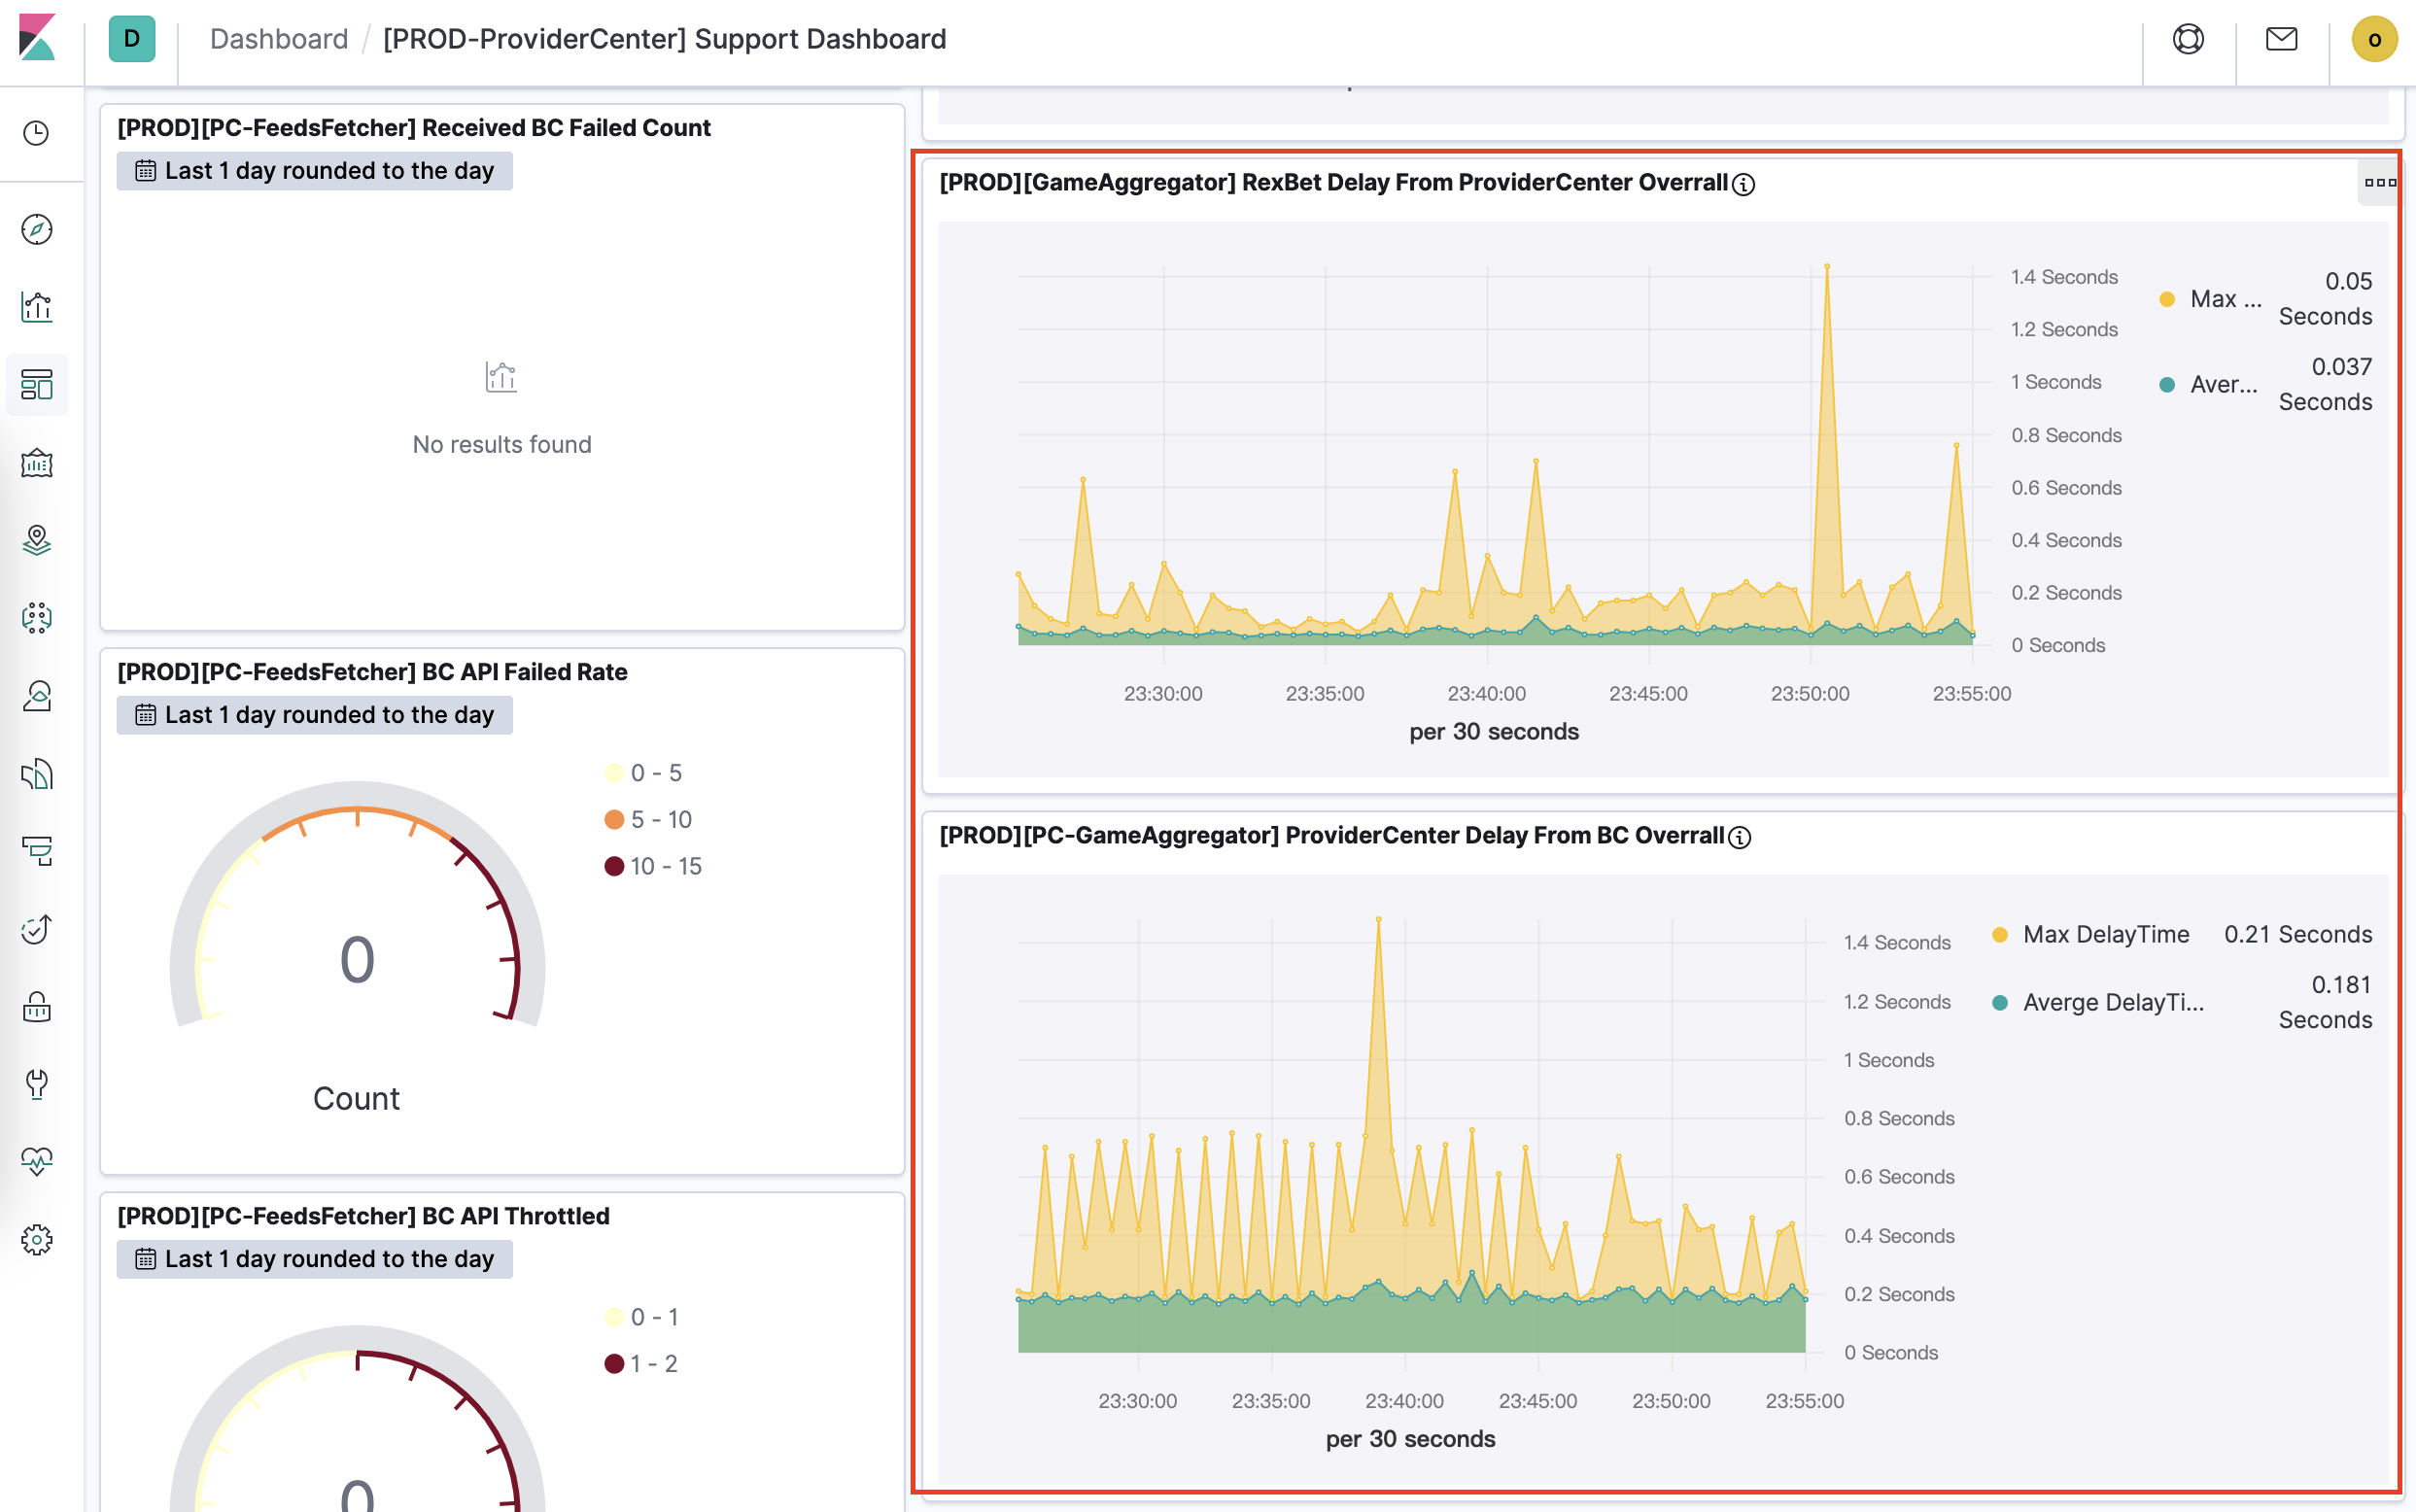 D
Dashboard / [PROD-ProviderCenter] Support Dashboard
o
[PROD][PC-FeedsFetcher] Received BC Failed Count
Last 1 day rounded to the day
No results found
[PROD][PC-FeedsFetcher] BC API Failed Rate
Last 1 day rounded to the day
0 - 5
5 - 10
10 - 15
0
Count
[PROD][PC-FeedsFetcher] BC API Throttled
Last 1 day rounded to the day
0 - 1
1 - 2
0
[PROD][GameAggregator] RexBet Delay From ProviderCenter Overrall
1.4 Seconds
1.2 Seconds
1 Seconds
0.8 Seconds
0.6 Seconds
0.4 Seconds
0.2 Seconds
0 Seconds
23:30:00 23:35:00 23:40:00 23:45:00 23:50:00 23:55:00
per 30 seconds
Max ... 0.05
Seconds
Aver... 0.037
Seconds
[PROD][PC-GameAggregator] ProviderCenter Delay From BC Overrall
1.4 Seconds
1.2 Seconds
1 Seconds
0.8 Seconds
0.6 Seconds
0.4 Seconds
0.2 Seconds
0 Seconds
23:30:00 23:35:00 23:40:00 23:45:00 23:50:00 23:55:00
per 30 seconds
Max DelayTime 0.21 Seconds
Averge DelayTi... 0.181
Seconds